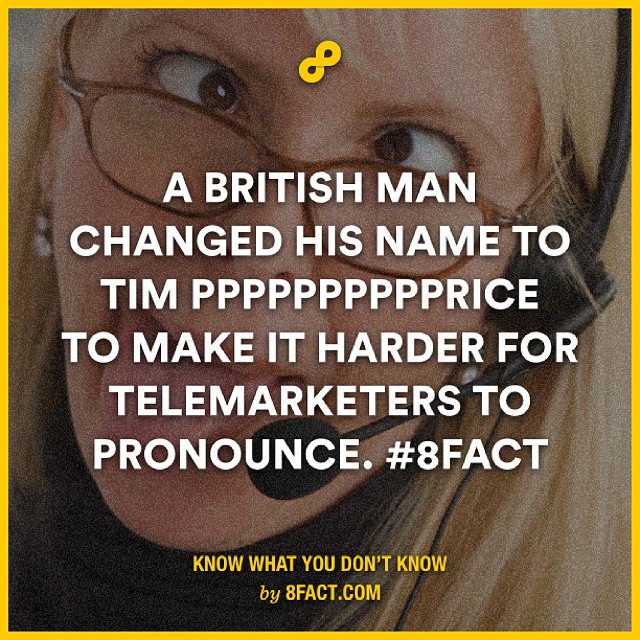 A BRITISH MAN
CHANGED HIS NAME TO
TIM PPPPPPPPPPPRICE
TO MAKE IT HARDER FOR
TELEMARKETERS TO
PRONOUNCE. #8FACT
KNOW WHAT YOU DON'T KNOW
by 8FACT.COM